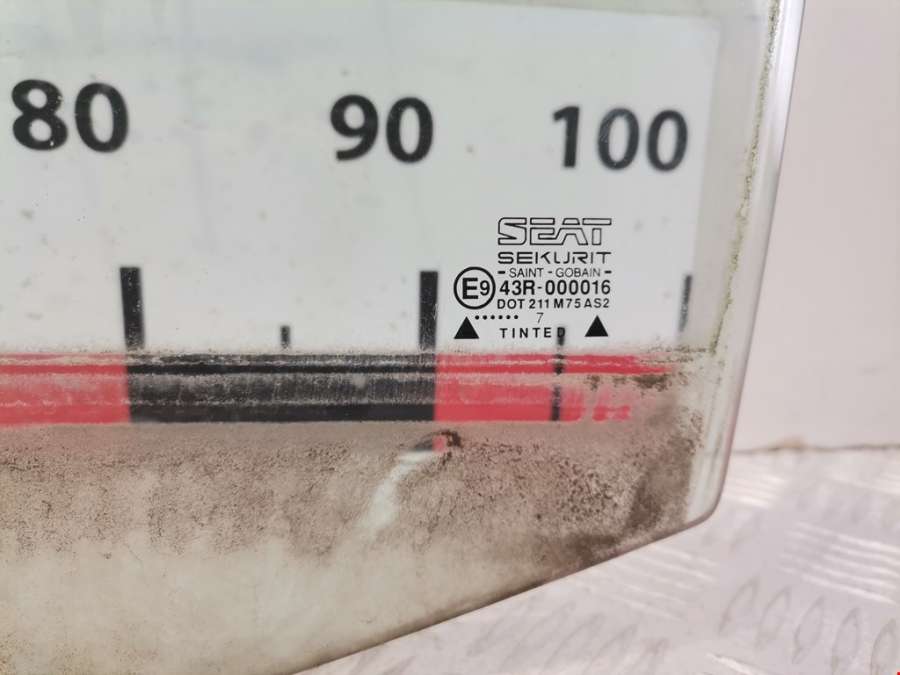 80 90 100
SEAT
SEKURIT
- SAINT - GOBAIN -
E9 43R-000016
DOT 211 M75 AS2
...... 7
TINTED